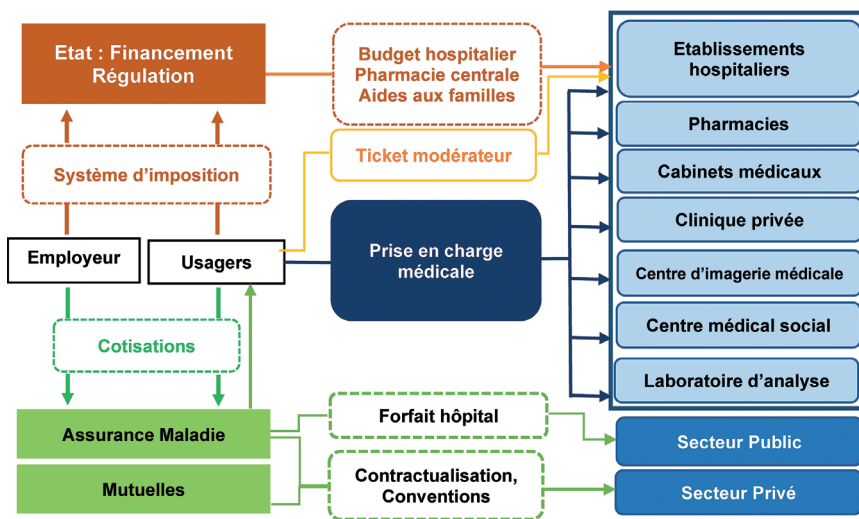 Etat : Financement
Régulation
Budget hospitalier
Pharmacie centrale
Aides aux familles
Etablissements
hospitaliers
Pharmacies
Système d'imposition
Ticket modérateur
Cabinets médicaux
Clinique privée
Employeur
Usagers
Prise en charge
médicale
Centre d'imagerie médicale
Centre médical social
Cotisations
Laboratoire d'analyse
Assurance Maladie
Forfait hôpital
Secteur Public
Mutuelles
Contractualisation,
Conventions
Secteur Privé